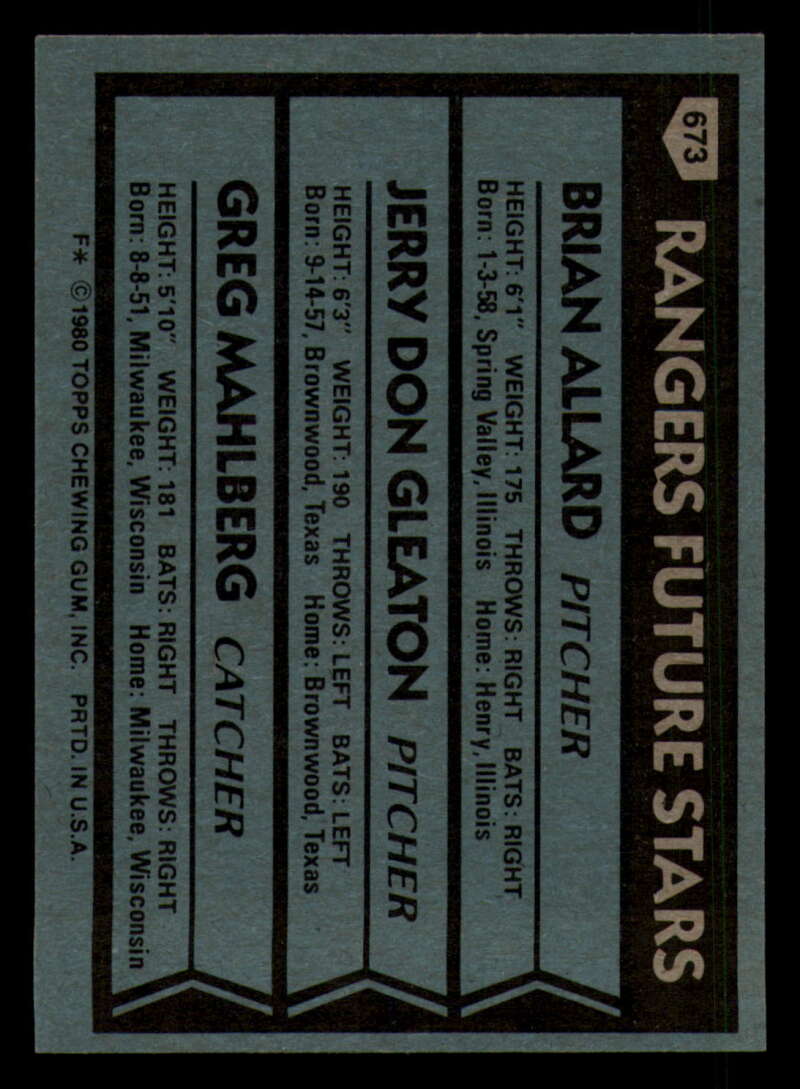 673
RANGERS FUTURE STARS
BRIAN ALLARD PITCHER
HEIGHT: 6'1" WEIGHT: 175 THROWS: RIGHT BATS: RIGHT
Born: 1-3-58, Spring Valley, Illinois Home: Henry, Illinois
JERRY DON GLEATON PITCHER
HEIGHT: 6'3" WEIGHT: 190 THROWS: LEFT BATS: LEFT
Born: 9-14-57, Brownwood, Texas Home: Brownwood, Texas
GREG MAHLBERG CATCHER
HEIGHT: 5'10" WEIGHT: 181 BATS: RIGHT THROWS: RIGHT
Born: 8-8-51, Milwaukee, Wisconsin Home: Milwaukee, Wisconsin
F* ©1980 TOPPS CHEWING GUM, INC. PRTD. IN U.S.A.